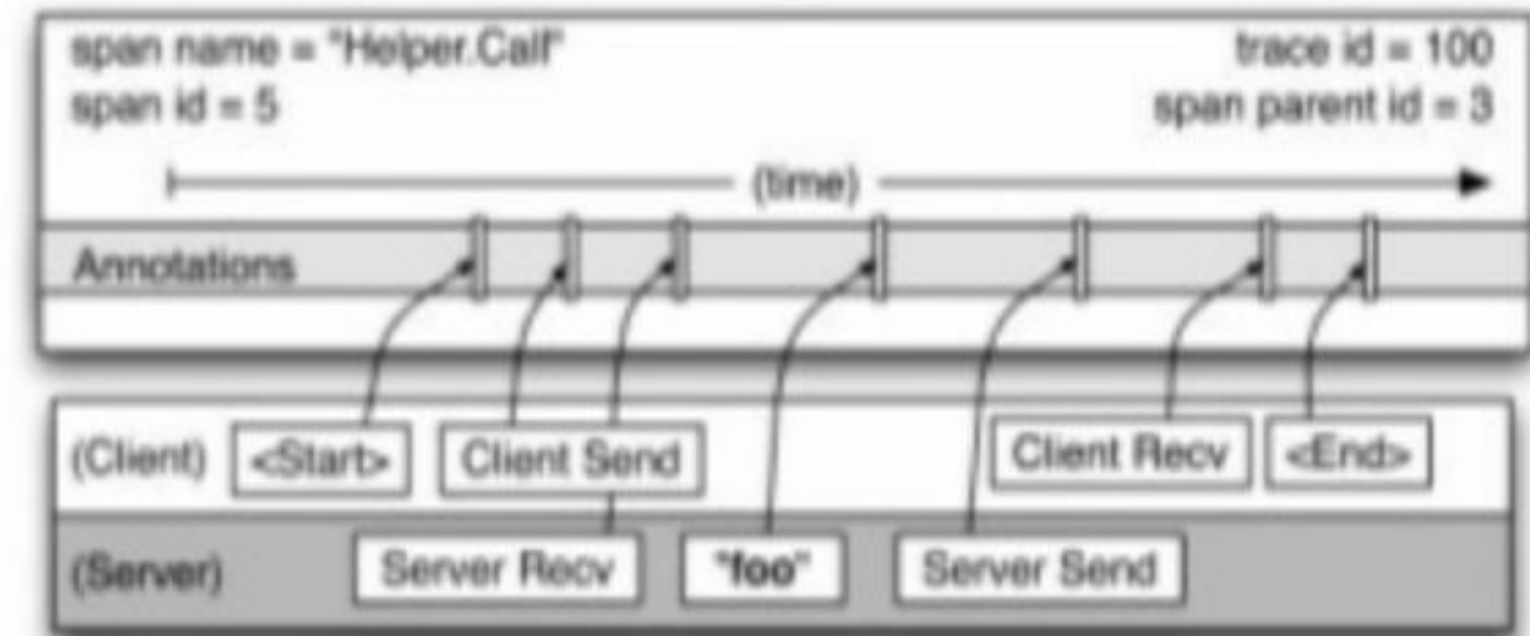 span name = "Helper.Call"
trace id = 100
span id = 5
span parent id = 3
(time)
Annotations
(Client)
<Start>
Client Send
Client Recv
<End>
(Server)
Server Recv
"foo"
Server Send